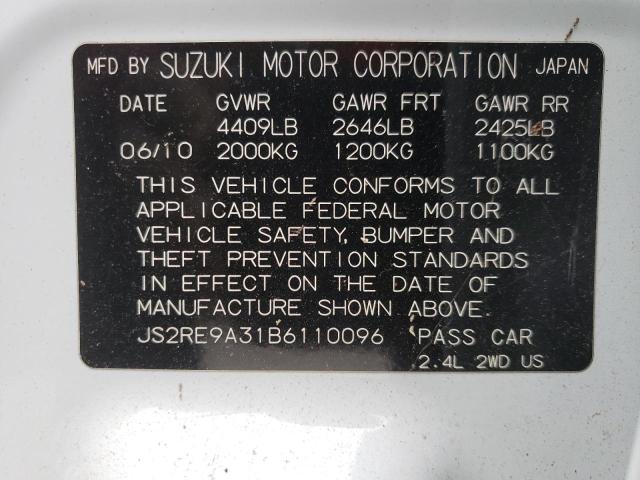 MFD BY SUZUKI MOTOR CORPORATION JAPAN
DATE GVWR GAWR FRT GAWR RR
4409LB 2646LB 2425LB
06/10 2000KG 1200KG 1100KG
THIS VEHICLE CONFORMS TO ALL
APPLICABLE FEDERAL MOTOR
VEHICLE SAFETY, BUMPER AND
THEFT PREVENTION STANDARDS
IN EFFECT ON THE DATE OF
MANUFACTURE SHOWN ABOVE.
JS2RE9A31B6110096 PASS CAR
2.4L 2WD US